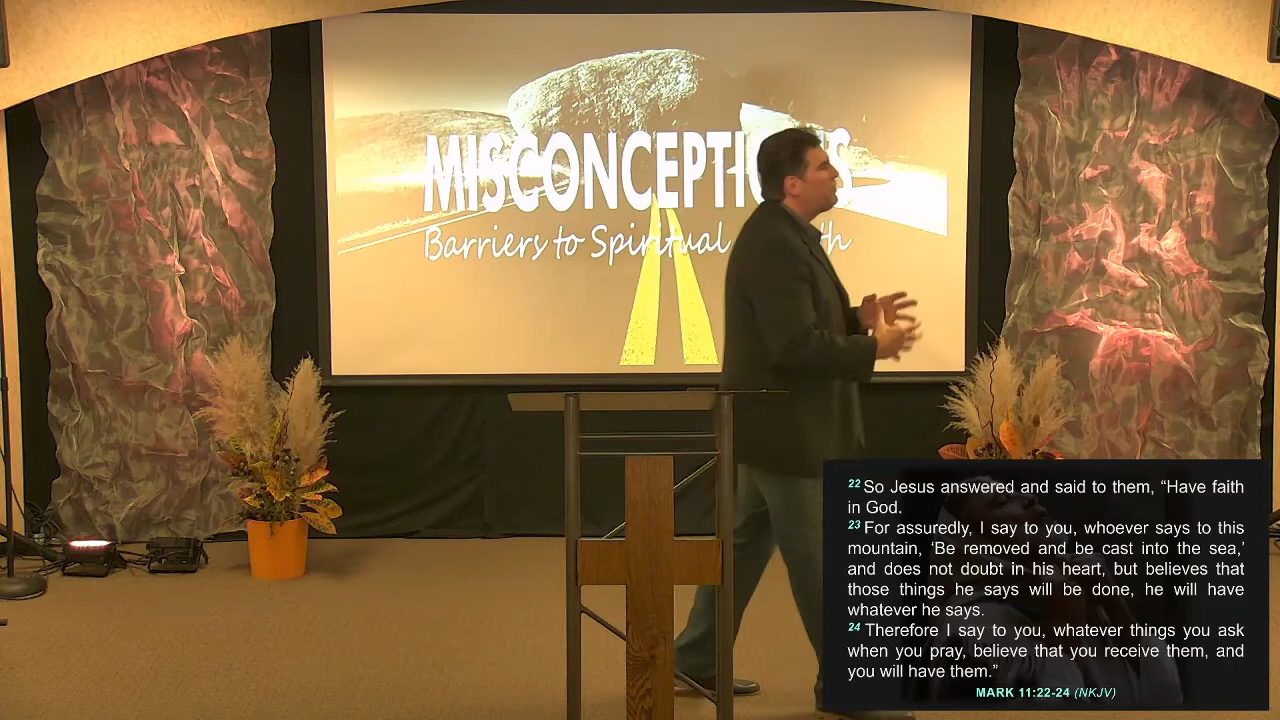 MISCONCEPTI S
Barriers to Spiritual th
22 So Jesus answered and said to them, “Have faith
in God.
23 For assuredly, I say to you, whoever says to this
mountain, ‘Be removed and be cast into the sea,’
and does not doubt in his heart, but believes that
those things he says will be done, he will have
whatever he says.
24 Therefore I say to you, whatever things you ask
when you pray, believe that you receive them, and
you will have them.”
MARK 11:22-24 (NKJV)